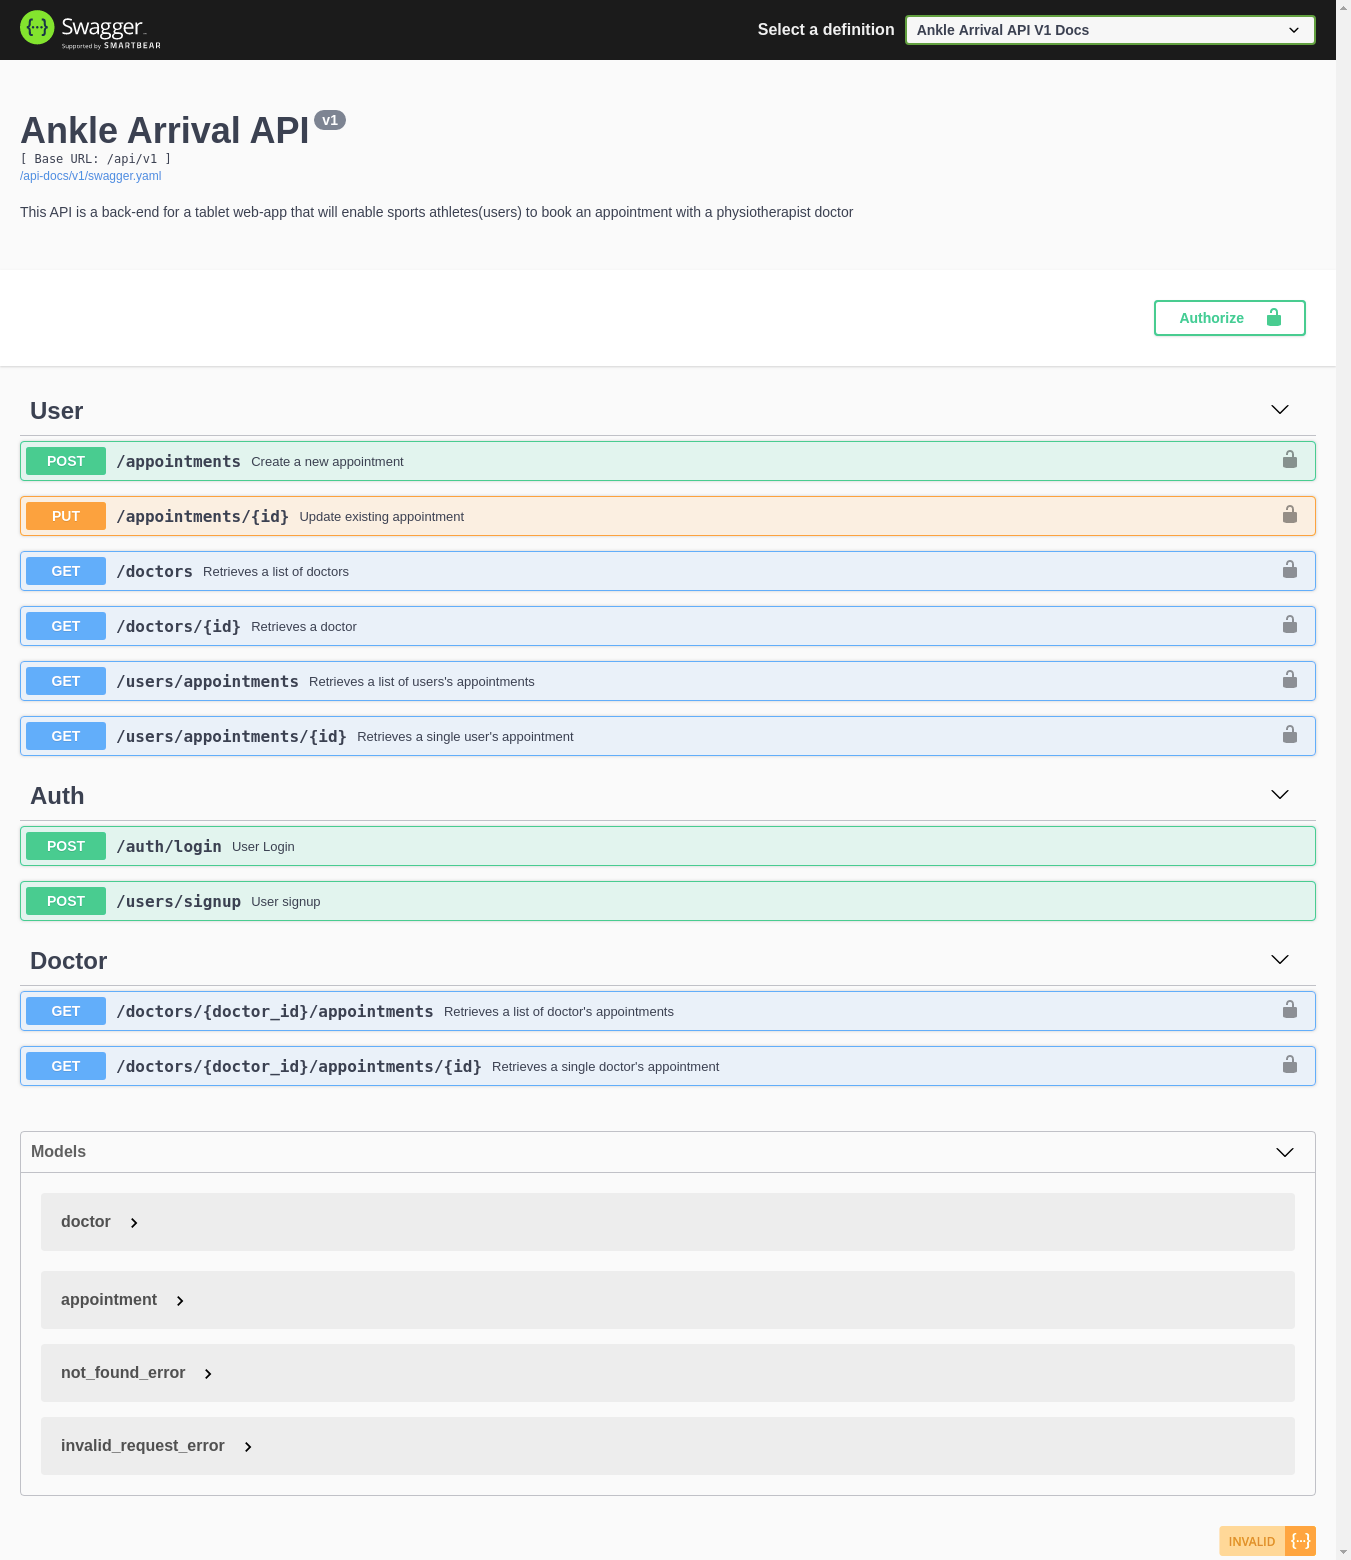 Swagger
Supported by SMARTBEAR
Select a definition
Ankle Arrival API V1 Docs
Ankle Arrival API v1
[ Base URL: /api/v1 ]
/api-docs/v1/swagger.yaml
This API is a back-end for a tablet web-app that will enable sports athletes(users) to book an appointment with a physiotherapist doctor
Authorize
User
POST /appointments Create a new appointment
PUT /appointments/{id} Update existing appointment
GET /doctors Retrieves a list of doctors
GET /doctors/{id} Retrieves a doctor
GET /users/appointments Retrieves a list of users's appointments
GET /users/appointments/{id} Retrieves a single user's appointment
Auth
POST /auth/login User Login
POST /users/signup User signup
Doctor
GET /doctors/{doctor_id}/appointments Retrieves a list of doctor's appointments
GET /doctors/{doctor_id}/appointments/{id} Retrieves a single doctor's appointment
Models
doctor
appointment
not_found_error
invalid_request_error
INVALID {···}